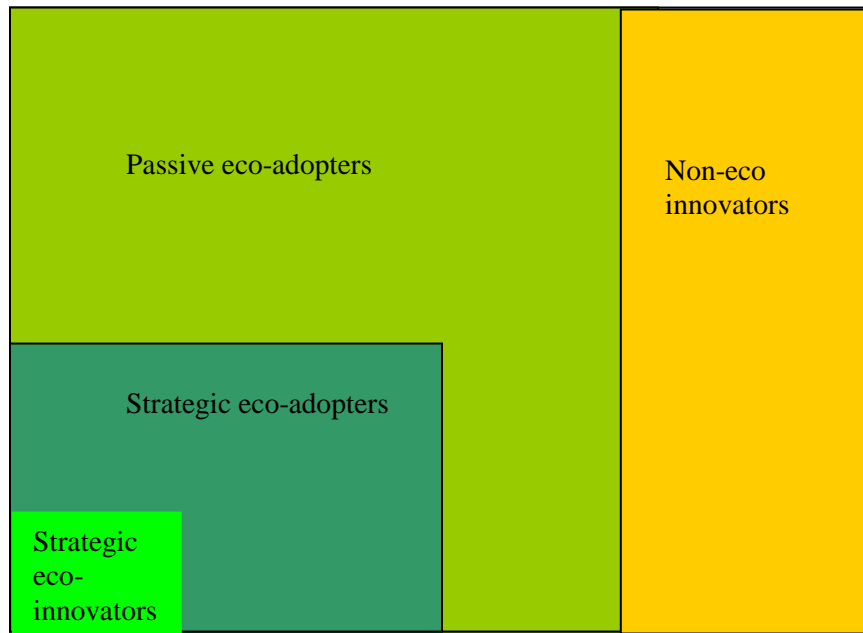 Passive eco-adopters
Non-eco
innovators
Strategic eco-adopters
Strategic
eco-
innovators